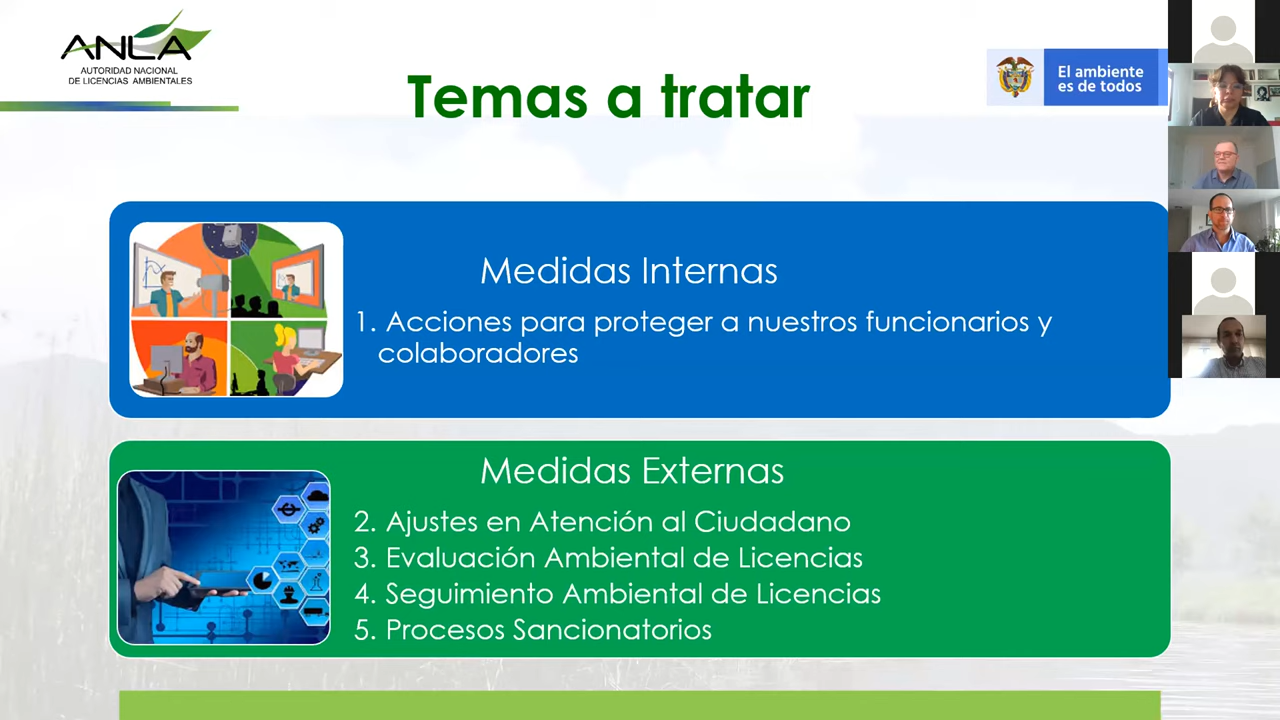 ANLA
AUTORIDAD NACIONAL
DE LICENCIAS AMBIENTALES
Temas a tratar
El ambiente
es de todos
Medidas Internas
1. Acciones para proteger a nuestros funcionarios y
colaboradores
Medidas Externas
2. Ajustes en Atención al Ciudadano
3. Evaluación Ambiental de Licencias
4. Seguimiento Ambiental de Licencias
5. Procesos Sancionatorios